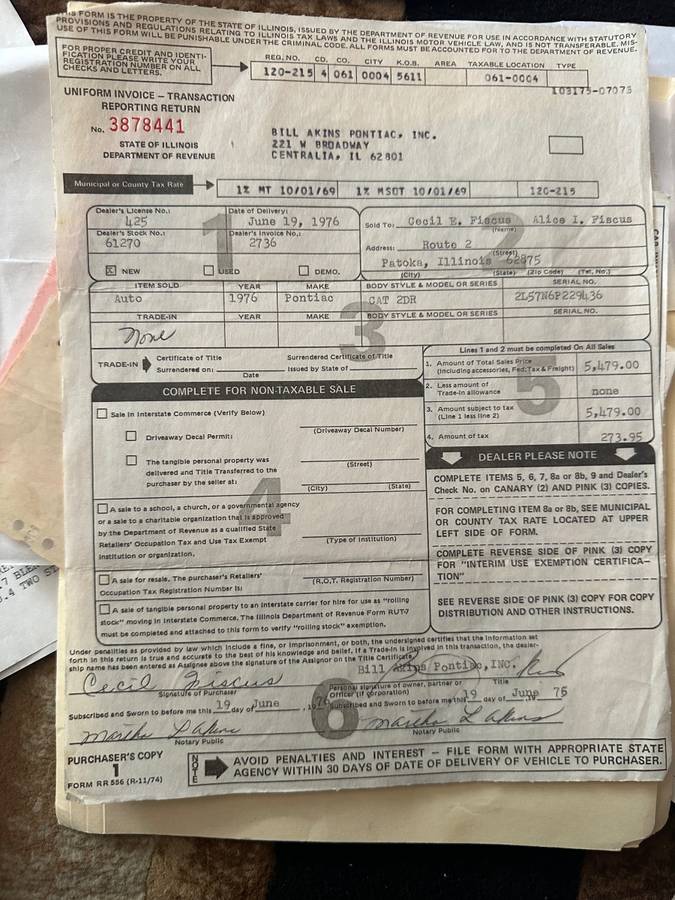 THIS FORM IS THE PROPERTY OF THE STATE OF ILLINOIS, ISSUED BY THE DEPARTMENT OF REVENUE FOR USE IN ACCORDANCE WITH STATUTORY
PROVISIONS AND REGULATIONS RELATING TO ILLINOIS TAX LAWS AND THE ILLINOIS MOTOR VEHICLE LAW, AND IS NOT TRANSFERABLE. MIS-
USE OF THIS FORM WILL BE PUNISHABLE UNDER THE CRIMINAL CODE. ALL FORMS MUST BE ACCOUNTED FOR TO THE DEPARTMENT OF REVENUE.
FOR PROPER CREDIT AND IDENTI-
FICATION PLEASE WRITE YOUR
REGISTRATION NUMBER ON ALL
CHECKS AND LETTERS.
REG. NO. CD. CO. CITY K.O.B. AREA TAXABLE LOCATION TYPE
120-215 4 061 0004 5611 061-0004
103175-07075
UNIFORM INVOICE — TRANSACTION
REPORTING RETURN
No. 3878441
STATE OF ILLINOIS
DEPARTMENT OF REVENUE
BILL AKINS PONTIAC, INC.
221 W BROADWAY
CENTRALIA, IL 62801
Municipal or County Tax Rate
1% MT 10/01/69 1% MSOT 10/01/69 120-215
1
Dealer's License No.: Date of Delivery:
425 June 19, 1976
Dealer's Stock No.: Dealer's Invoice No.:
61270 2736
X NEW USED DEMO.
2
Sold To: Cecil E. Fiscus Alice I. Fiscus
(Name)
Address: Route 2
(Street)
Patoka, Illinois 62875
(City) (State) (Zip Code) (Tel. No.)
3
ITEM SOLD YEAR MAKE BODY STYLE & MODEL OR SERIES SERIAL NO.
Auto 1976 Pontiac CAT 2DR 2L57N6P229436
TRADE-IN YEAR MAKE BODY STYLE & MODEL OR SERIES SERIAL NO.
None
TRADE-IN Certificate of Title Surrendered Certificate of Title
Surrendered on: Issued by State of
Date
5
Lines 1 and 2 must be completed On All Sales
1. Amount of Total Sales Price
(Including accessories, Fed. Tax & Freight) 5,479.00
2. Less amount of
Trade-in allowance none
3. Amount subject to tax
(Line 1 less line 2) 5,479.00
4. Amount of tax 273.95
COMPLETE FOR NON-TAXABLE SALE
4
Sale in Interstate Commerce (Verify Below)
Driveaway Decal Permit:
(Driveaway Decal Number)
The tangible personal property was
delivered and Title Transferred to the
purchaser by the seller at:
(Street)
(City) (State)
A sale to a school, a church, or a governmental agency
or a sale to a charitable organization that is approved
by the Department of Revenue as a qualified State
Retailers' Occupation Tax and Use Tax Exempt
institution or organization.
(Type of Institution)
A sale for resale. The purchaser's Retailers'
Occupation Tax Registration Number is:
(R.O.T. Registration Number)
A sale of tangible personal property to an Interstate carrier for hire for use as "rolling
stock" moving in Interstate Commerce. The Illinois Department of Revenue Form RUT-7
must be completed and attached to this form to verify "rolling stock" exemption.
DEALER PLEASE NOTE
COMPLETE ITEMS 5, 6, 7, 8a or 8b, 9 and Dealer's
Check No. on CANARY (2) AND PINK (3) COPIES.
FOR COMPLETING ITEM 8a or 8b, SEE MUNICIPAL
OR COUNTY TAX RATE LOCATED AT UPPER
LEFT SIDE OF FORM.
COMPLETE REVERSE SIDE OF PINK (3) COPY
FOR "INTERIM USE EXEMPTION CERTIFICA-
TION"
SEE REVERSE SIDE OF PINK (3) COPY FOR COPY
DISTRIBUTION AND OTHER INSTRUCTIONS.
Under penalties as provided by law which include a fine, or imprisonment, or both, the undersigned certifies that the information set
forth in this return is true and accurate to the best of his knowledge and belief. If a Trade-In is involved in this transaction, the dealer-
ship name has been entered as Assignee above the signature of the Assignor on the Title Certificate.
6
Bill Akins Pontiac, INC.
Cecil Fiscus
Signature of Purchaser
Personal signature of owner, partner or
officer (if corporation) Title
Subscribed and Sworn to before me this 19 day of June, 1976
Subscribed and Sworn to before me this 19 day of June 75
Martha L Akins
Notary Public
Martha L Akins
Notary Public
PURCHASER'S COPY
1
FORM RR 556 (R-11/74)
NOTE
AVOID PENALTIES AND INTEREST — FILE FORM WITH APPROPRIATE STATE
AGENCY WITHIN 30 DAYS OF DATE OF DELIVERY OF VEHICLE TO PURCHASER.